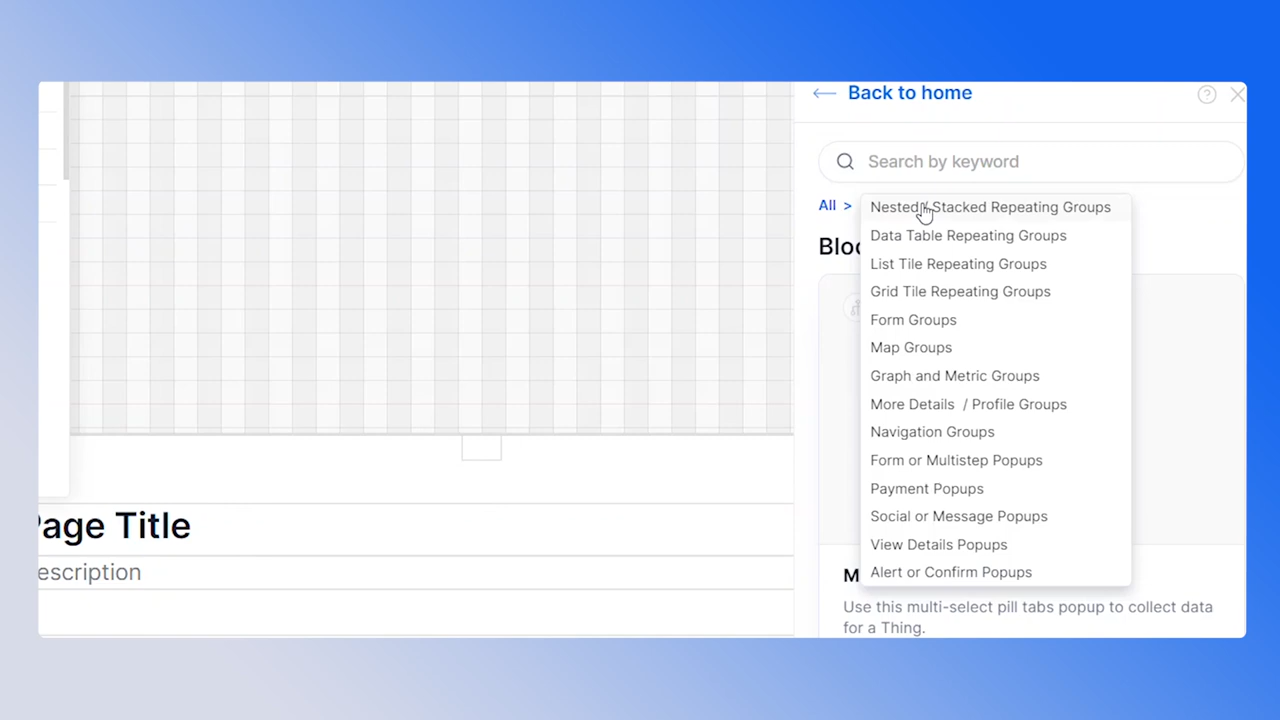 Back to home
Search by keyword
All >
Nested / Stacked Repeating Groups
Data Table Repeating Groups
List Tile Repeating Groups
Grid Tile Repeating Groups
Form Groups
Map Groups
Graph and Metric Groups
More Details / Profile Groups
Navigation Groups
Form or Multistep Popups
Payment Popups
Social or Message Popups
View Details Popups
Alert or Confirm Popups
Use this multi-select pill tabs popup to collect data
for a Thing.
Page Title
escription